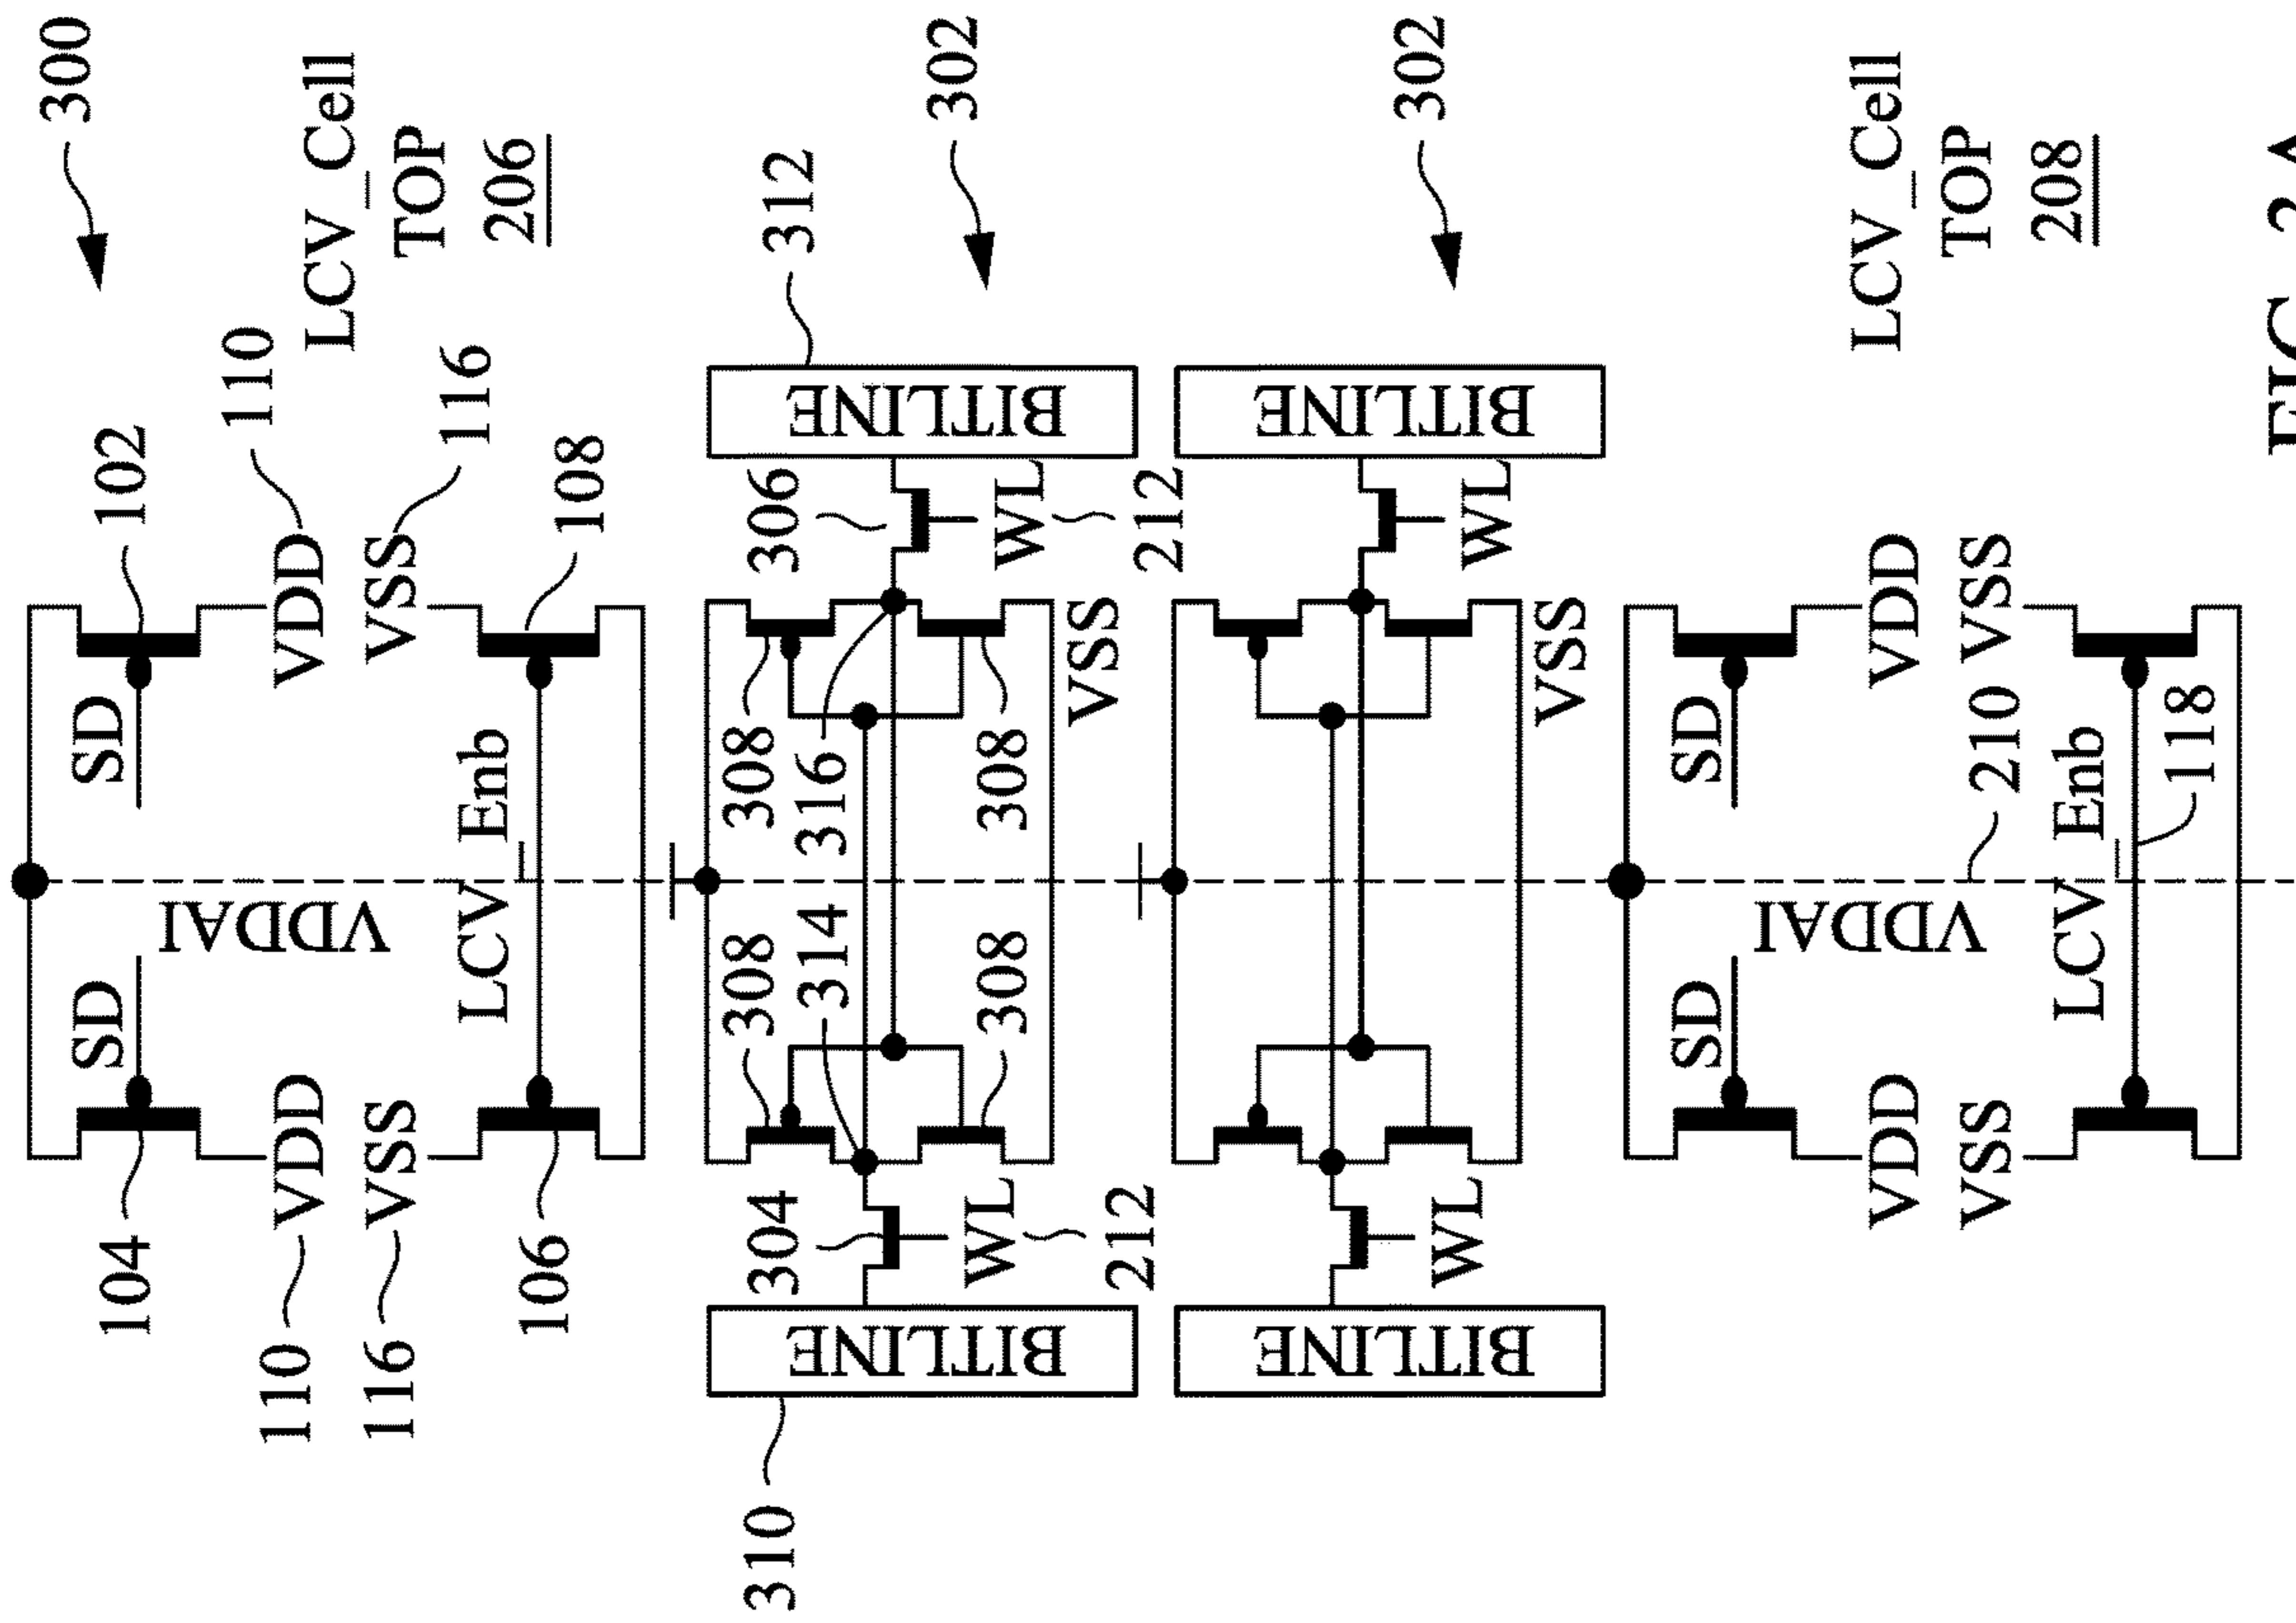 300
LCV_Cell
TOP
206
102
110
VDD
116
VSS
108
SD
VDDAI
LCV_Enb
SD
104
VDD
110
VSS
116
106
302
312
BITLINE
306
WL
212
308
316
308
VSS
314
308
308
304
WL
212
BITLINE
310
302
BITLINE
WL
VSS
WL
BITLINE
LCV_Cell
TOP
208
VDD
VSS
SD
210
118
VDDAI
LCV_Enb
SD
VDD
VSS